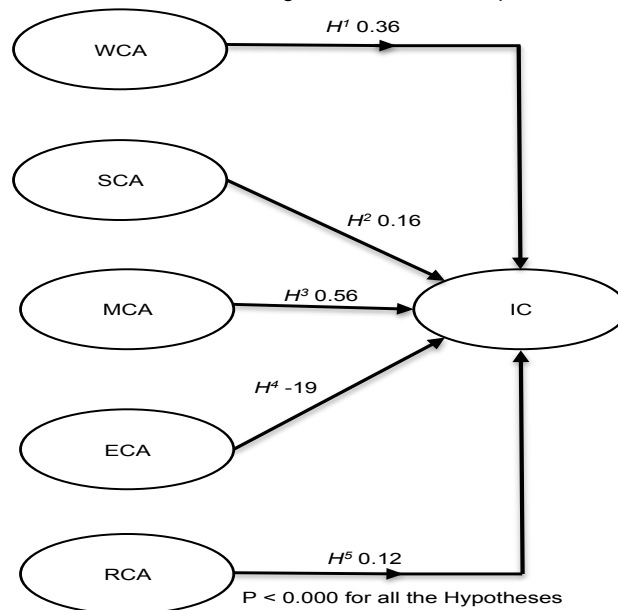 WCA
H¹ 0.36
SCA
H² 0.16
MCA
H³ 0.56
IC
H⁴ -19
ECA
H⁵ 0.12
RCA
P < 0.000 for all the Hypotheses